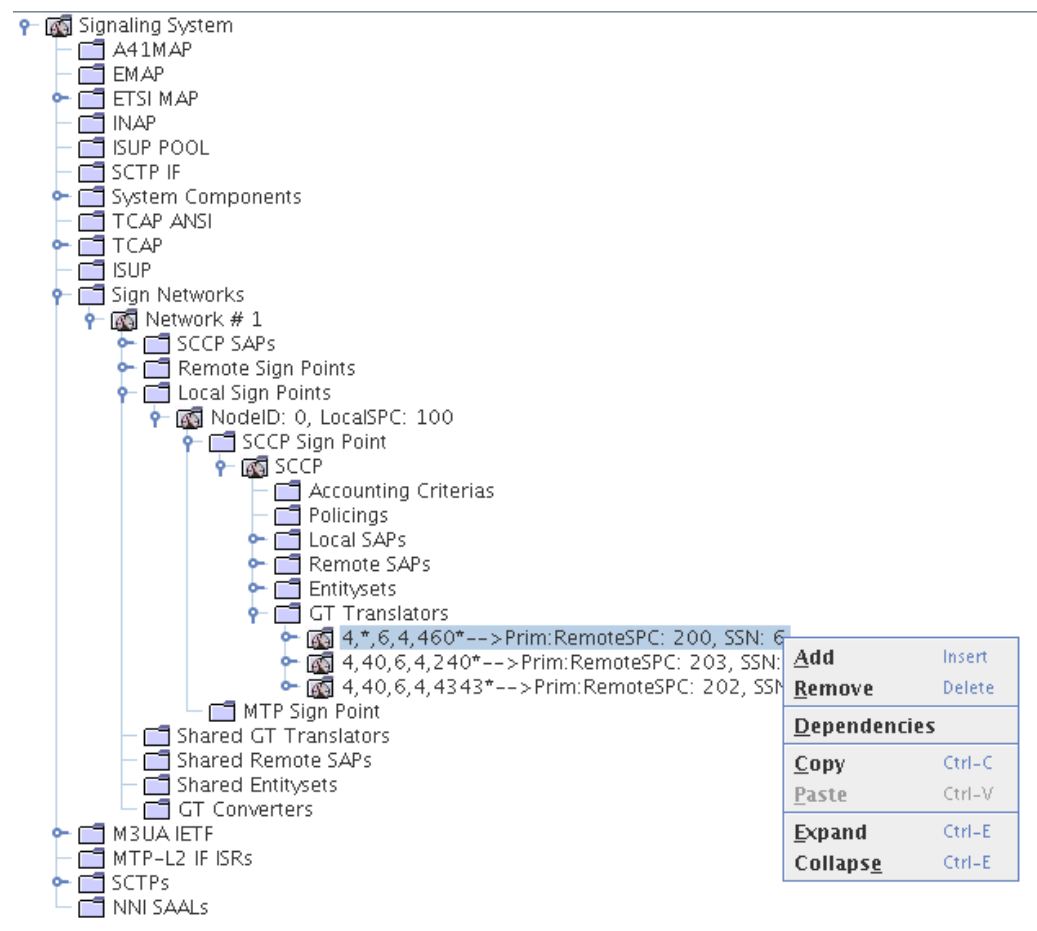 Signaling System
A41MAP
EMAP
ETSI MAP
INAP
ISUP POOL
SCTP IF
System Components
TCAP ANSI
TCAP
ISUP
Sign Networks
Network # 1
SCCP SAPs
Remote Sign Points
Local Sign Points
NodeID: 0, LocalSPC: 100
SCCP Sign Point
SCCP
Accounting Criterias
Policings
Local SAPs
Remote SAPs
Entitysets
GT Translators
4,*,6,4,460*-->Prim:RemoteSPC: 200, SSN: 6
4,40,6,4,240*-->Prim:RemoteSPC: 203, SSN:
4,40,6,4,4343*-->Prim:RemoteSPC: 202, SSN
MTP Sign Point
Shared GT Translators
Shared Remote SAPs
Shared Entitysets
GT Converters
M3UA IETF
MTP-L2 IF ISRs
SCTPs
NNI SAALs
Add Insert
Remove Delete
Dependencies
Copy Ctrl-C
Paste Ctrl-V
Expand Ctrl-E
Collapse Ctrl-E